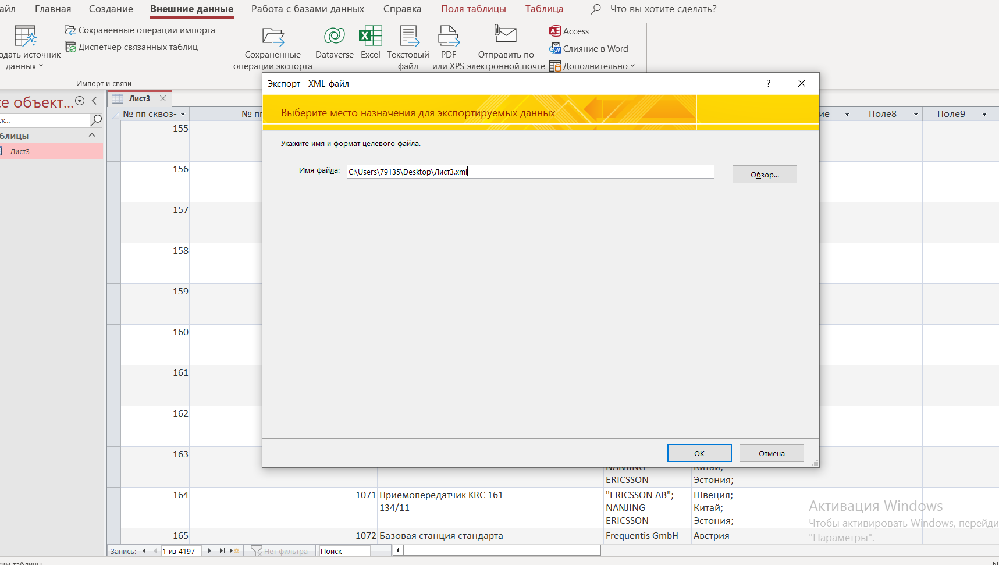 айл Главная Создание Внешние данные Работа с базами данных Справка Поля таблицы Таблица Что вы хотите сделать?
здать источник данных
Сохраненные операции импорта
Диспетчер связанных таблиц
Импорт и связи
Сохраненные операции экспорта
Dataverse
Excel
Текстовый файл
PDF или XPS
Отправить по электронной почте
Access
Слияние в Word
Дополнительно
е объект...
ск...
блицы
Лист3
Лист3
№ пп сквоз- № пп ие Поле8 Поле9
Экспорт - XML-файл ?
Выберите место назначения для экспортируемых данных
Укажите имя и формат целевого файла.
Имя файла: C:\Users\79135\Desktop\Лист3.xml Обзор...
OK Отмена
155
156
157
158
159
160
161
162
163
NANJING Китай;
ERICSSON Эстония;
164 1071 Приемопередатчик KRC 161 "ERICSSON AB"; Швеция;
134/11 NANJING Китай;
ERICSSON Эстония;
165 1072 Базовая станция стандарта Frequentis GmbH Австрия
Активация Windows
Чтобы активировать Windows, перейди
"Параметры".
Запись: 1 из 4197 Нет фильтра Поиск
им таблицы